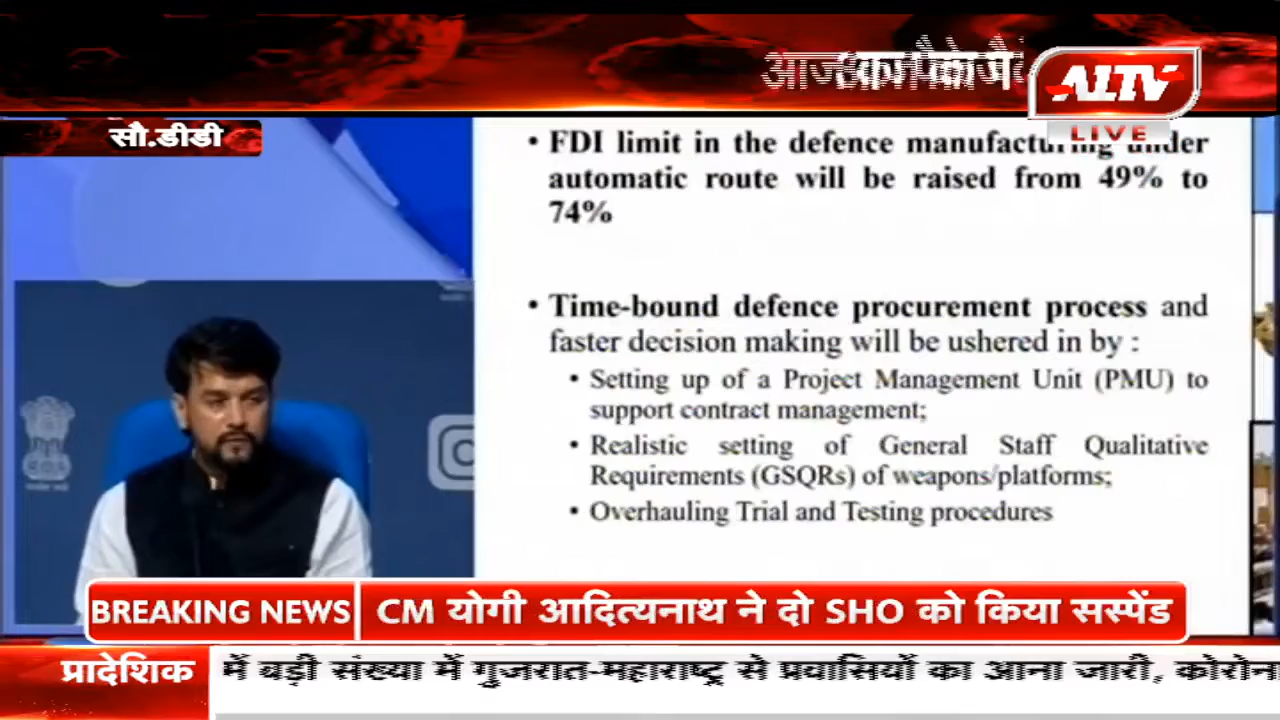 ALTV
LIVE
सौ.डीडी
• FDI limit in the defence manufacturing under
automatic route will be raised from 49% to
74%
• Time-bound defence procurement process and
faster decision making will be ushered in by :
• Setting up of a Project Management Unit (PMU) to
support contract management;
• Realistic setting of General Staff Qualitative
Requirements (GSQRs) of weapons/platforms;
• Overhauling Trial and Testing procedures
BREAKING NEWS
CM योगी आदित्यनाथ ने दो SHO को किया सस्पेंड
प्रादेशिक
में बड़ी संख्या में गुजरात-महाराष्ट्र से प्रवासियों का आना जारी, कोरोना